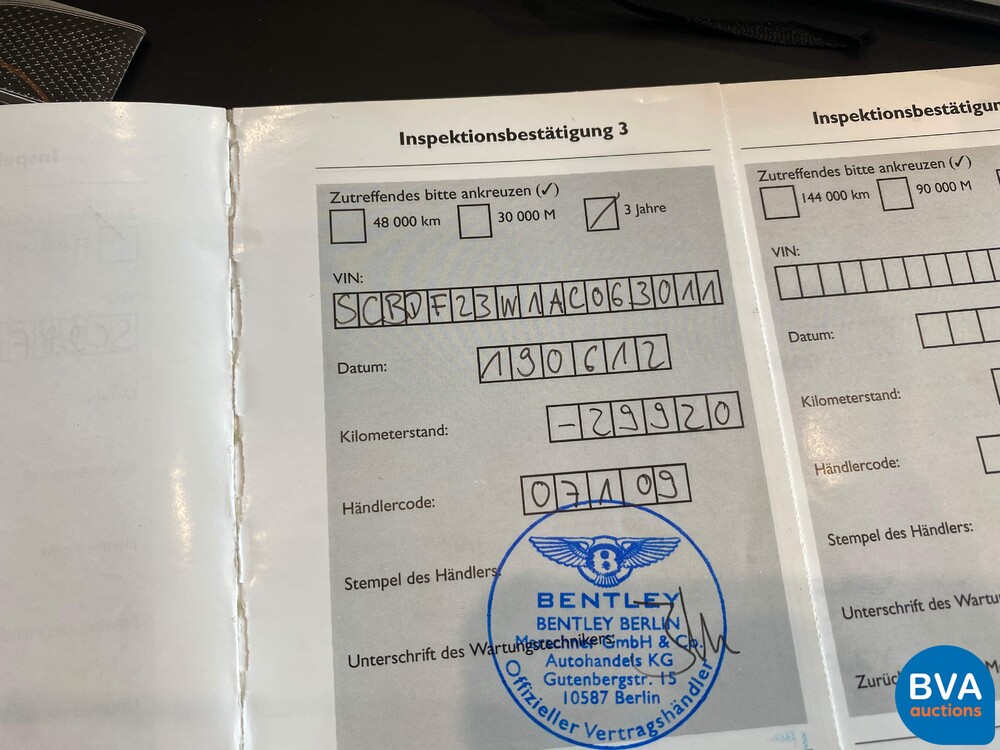 Inspektionsbestätigung 3
Zutreffendes bitte ankreuzen (✓)
48 000 km 30 000 M 3 Jahre
VIN:
SCBDF23W1AC063011
Datum:
190612
Kilometerstand:
-29920
Händlercode:
07109
Stempel des Händlers:
Unterschrift des Wartungstechnikers:
BENTLEY
BENTLEY BERLIN
GmbH & Co.
Autohandels KG
Gutenbergstr. 15
10587 Berlin
Offizieller Vertragshändler
Inspektionsbestätigun
Zutreffendes bitte ankreuzen (✓)
144 000 km 90 000 M
VIN:
Datum:
Kilometerstand:
Händlercode:
Stempel des Händlers:
Unterschrift des Wartu
Zurüc
BVA
auctions